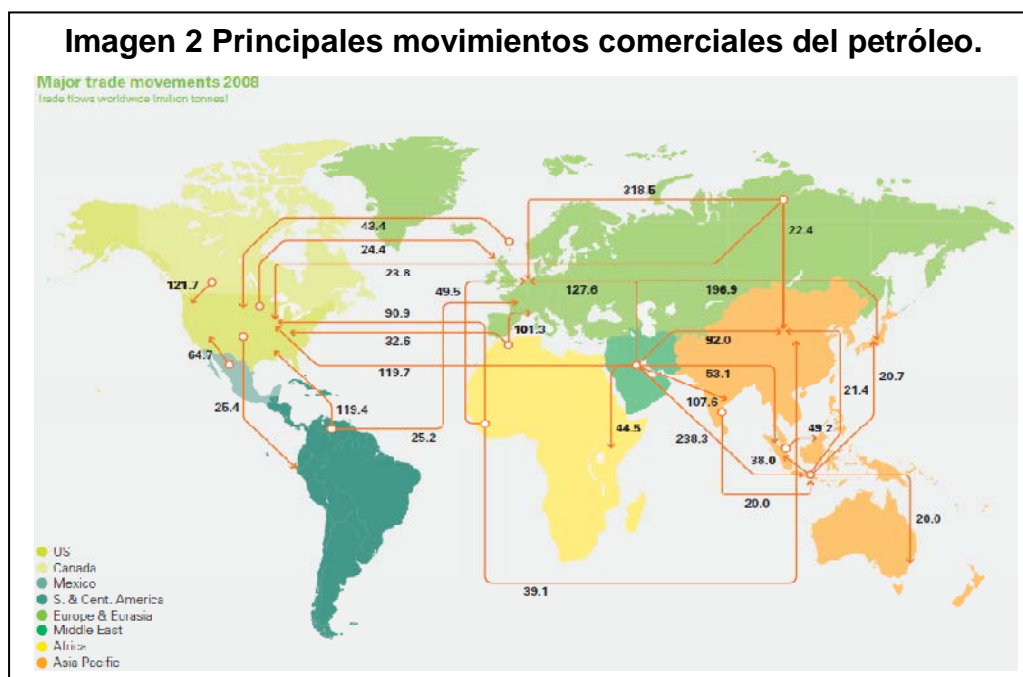 Imagen 2 Principales movimientos comerciales del petróleo.
Major trade movements 2008
Trade flows worldwide (million tonnes)
318.5
43.4
22.4
24.4
23.8
121.7
49.5
127.6
196.9
90.9
101.3
32.6
92.0
64.7
119.7
53.1
20.7
21.4
25.4
107.6
119.4
49.2
25.2
44.5
238.3
38.0
20.0
20.0
39.1
US
Canada
Mexico
S. & Cent. America
Europe & Eurasia
Middle East
Africa
Asia Pacific